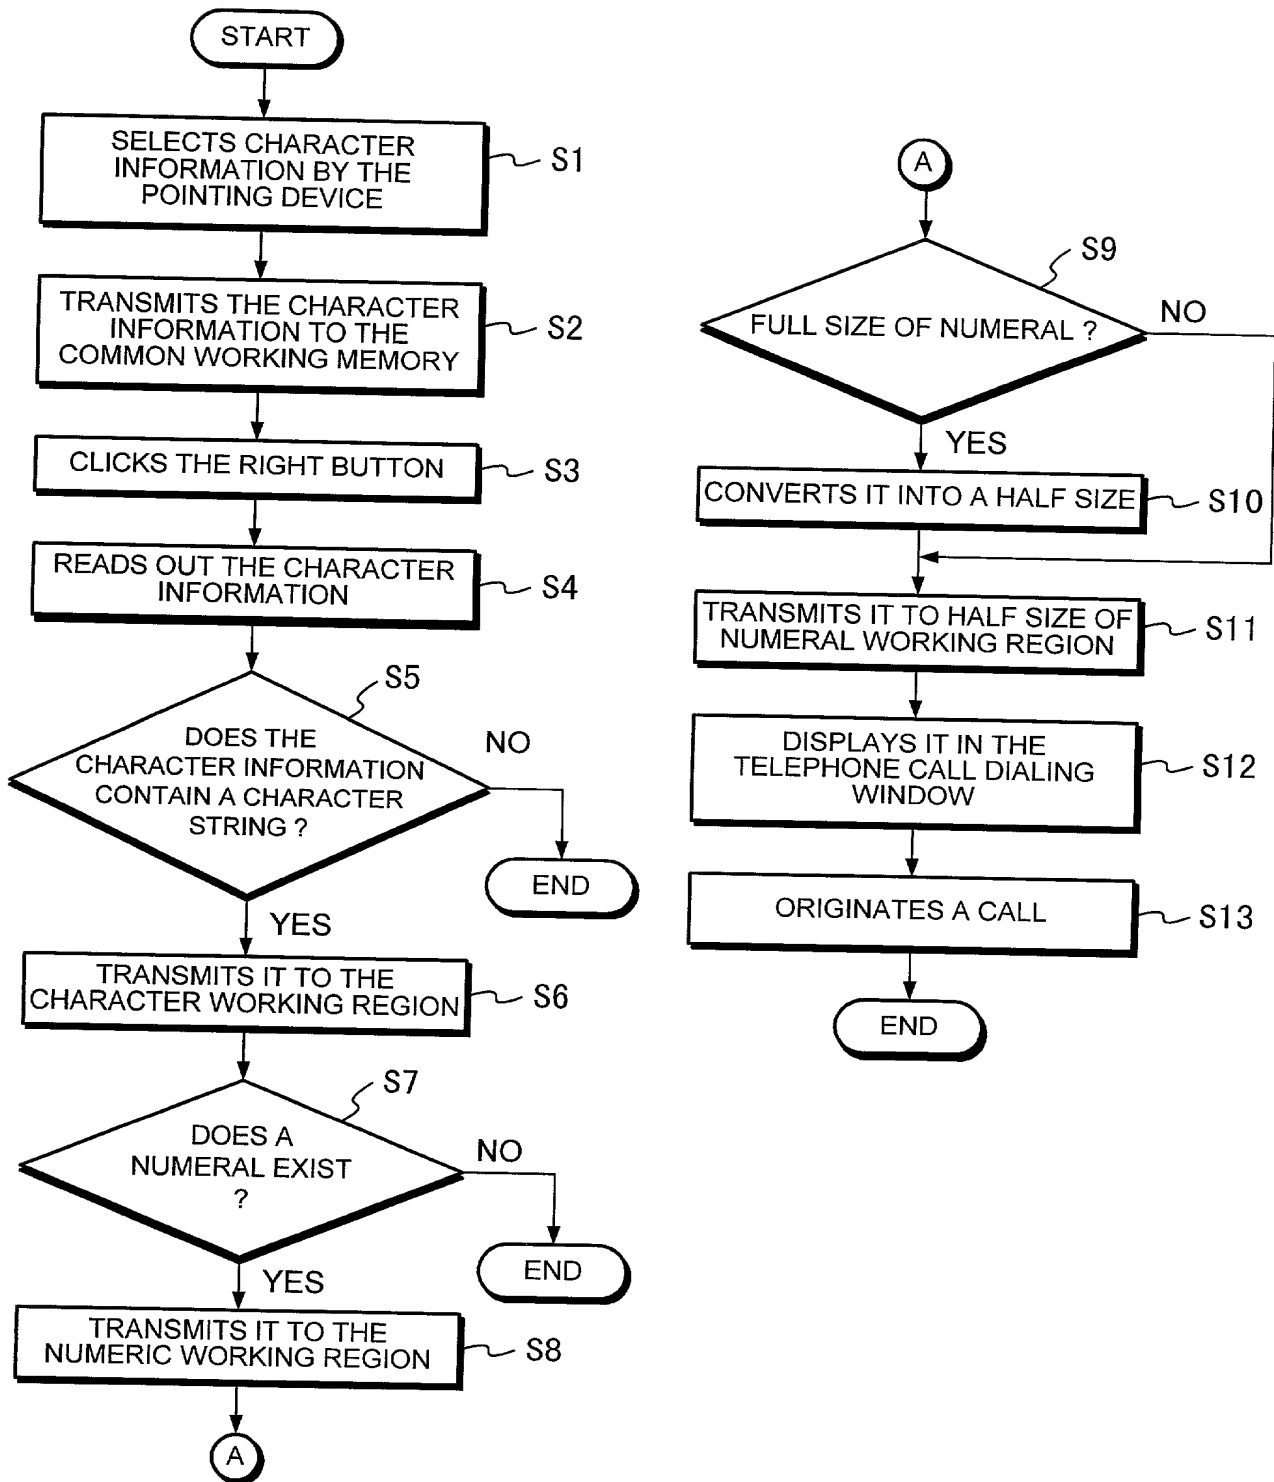 START
SELECTS CHARACTER
INFORMATION BY THE
POINTING DEVICE
S1
TRANSMITS THE CHARACTER
INFORMATION TO THE
COMMON WORKING MEMORY
S2
CLICKS THE RIGHT BUTTON
S3
READS OUT THE CHARACTER
INFORMATION
S4
S5
DOES THE
CHARACTER INFORMATION
CONTAIN A CHARACTER
STRING ?
NO
END
YES
TRANSMITS IT TO THE
CHARACTER WORKING REGION
S6
S7
DOES A
NUMERAL EXIST
?
NO
END
YES
TRANSMITS IT TO THE
NUMERIC WORKING REGION
S8
A
A
S9
FULL SIZE OF NUMERAL ?
NO
YES
CONVERTS IT INTO A HALF SIZE
S10
TRANSMITS IT TO HALF SIZE OF
NUMERAL WORKING REGION
S11
DISPLAYS IT IN THE
TELEPHONE CALL DIALING
WINDOW
S12
ORIGINATES A CALL
S13
END